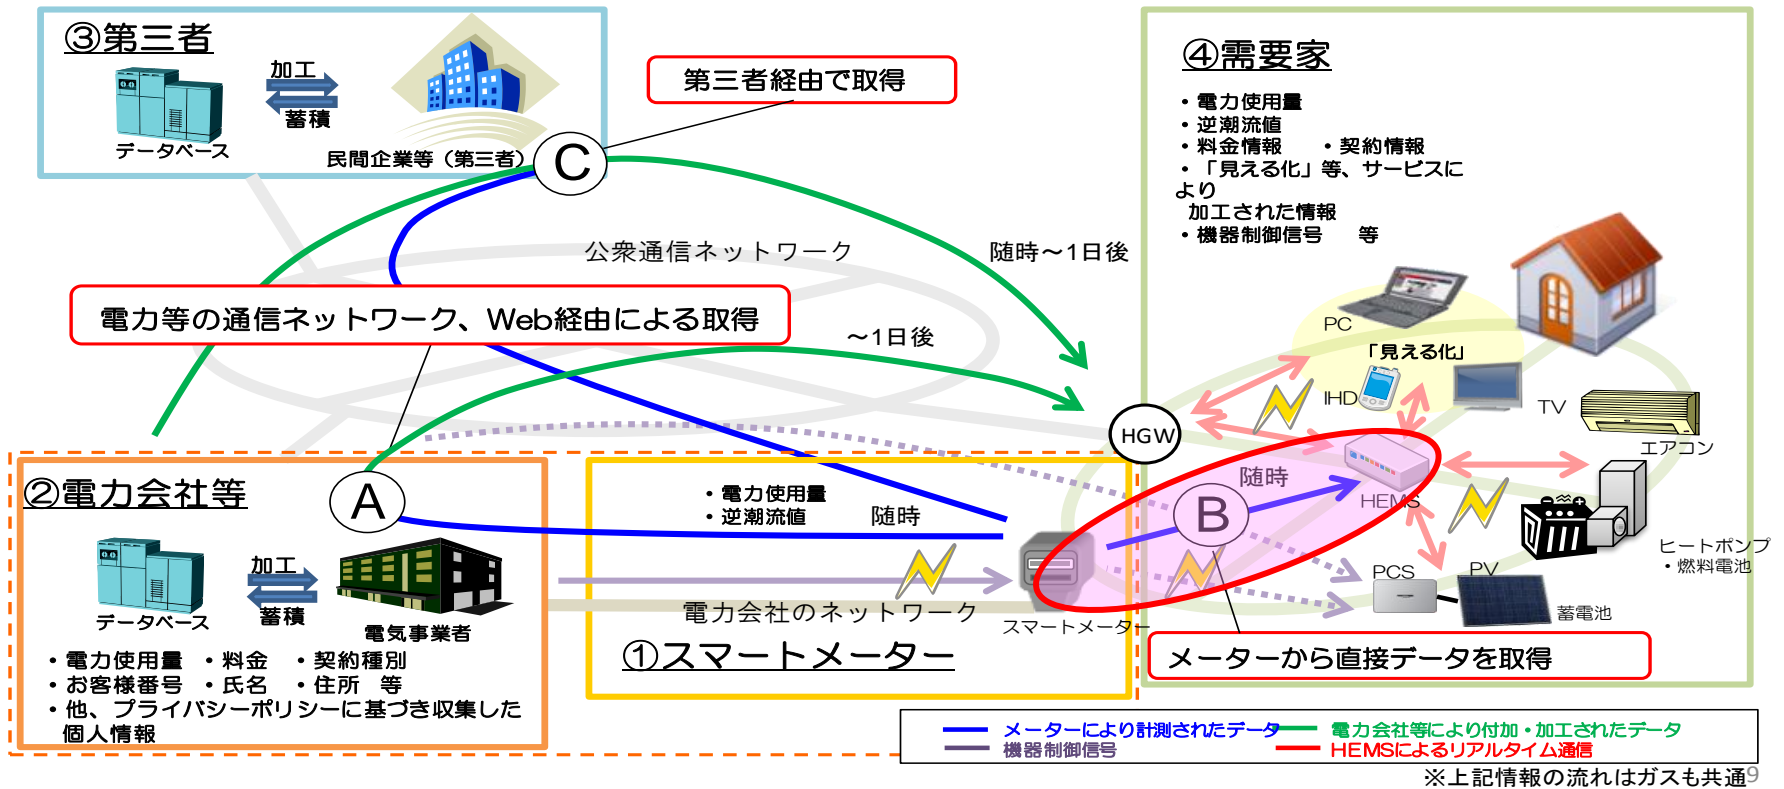 ③第三者
加工
蓄積
データベース
民間企業等（第三者）
C
第三者経由で取得
公衆通信ネットワーク
随時～1日後
電力等の通信ネットワーク、Web経由による取得
～1日後
②電力会社等
A
加工
蓄積
データベース
電気事業者
・電力使用量 ・料金 ・契約種別
・お客様番号 ・氏名 ・住所 等
・他、プライバシーポリシーに基づき収集した
個人情報
・電力使用量
・逆潮流値
随時
電力会社のネットワーク
スマートメーター
①スマートメーター
④需要家
・電力使用量
・逆潮流値
・料金情報 ・契約情報
・「見える化」等、サービスに
より
加工された情報
・機器制御信号 等
PC
「見える化」
IHD
TV
エアコン
HGW
随時
B
HEMS
ヒートポンプ
・燃料電池
PCS
PV
蓄電池
メーターから直接データを取得
メーターにより計測されたデータ
電力会社等により付加・加工されたデータ
機器制御信号
HEMSによるリアルタイム通信
※上記情報の流れはガスも共通
9